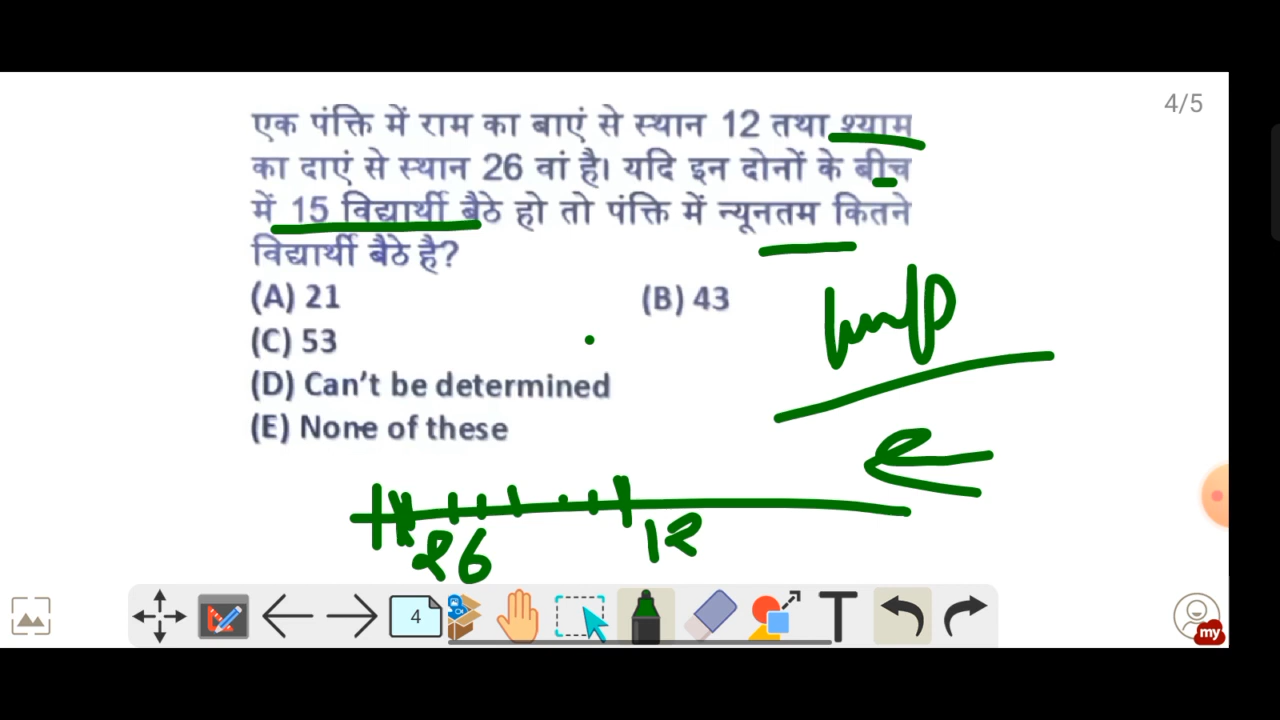 4/5
एक पंक्ति में राम का बाएं से स्थान 12 तथा श्याम
का दाएं से स्थान 26 वां है। यदि इन दोनों के बीच
में 15 विद्यार्थी बैठे हो तो पंक्ति में न्यूनतम कितने
विद्यार्थी बैठे है?
(A) 21 (B) 43
(C) 53
(D) Can't be determined
(E) None of these
26 12
4 T
my